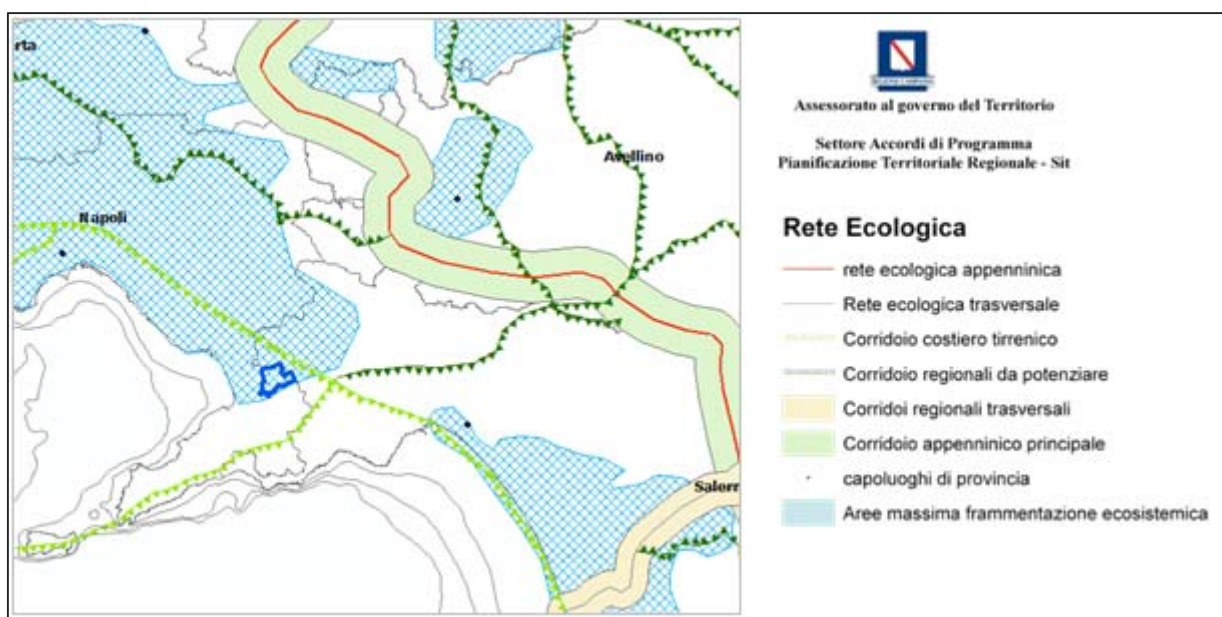 rta
Napoli
Avellino
Salerr
Assessorato al governo del Territorio
Settore Accordi di Programma
Pianificazione Territoriale Regionale - Sit
Rete Ecologica
rete ecologica appenninica
Rete ecologica trasversale
Corridoio costiero tirrenico
Corridoio regionali da potenziare
Corridoi regionali trasversali
Corridoio appenninico principale
capoluoghi di provincia
Aree massima frammentazione ecosistemica